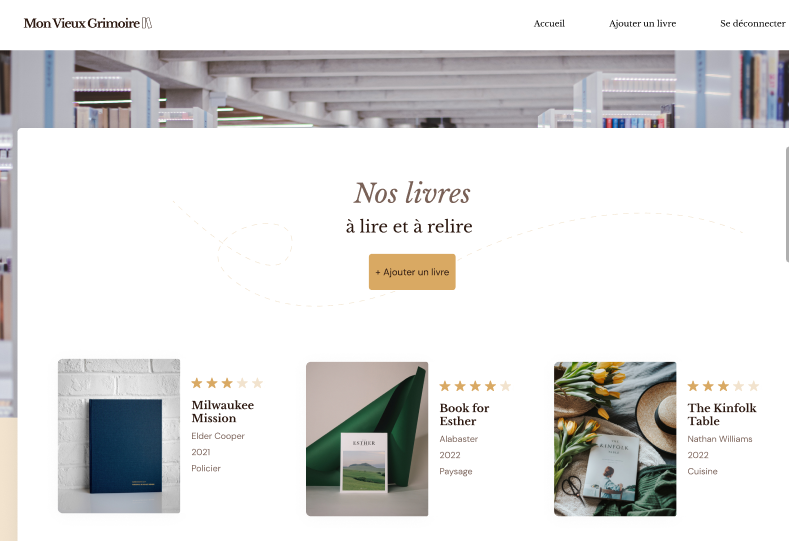 Mon Vieux Grimoire
Accueil
Ajouter un livre
Se déconnecter
Nos livres
à lire et à relire
+ Ajouter un livre
Milwaukee
Mission
Elder Cooper
2021
Policier
ESTHER
Book for
Esther
Alabaster
2022
Paysage
THE
KINFOLK
TABLE
The Kinfolk
Table
Nathan Williams
2022
Cuisine